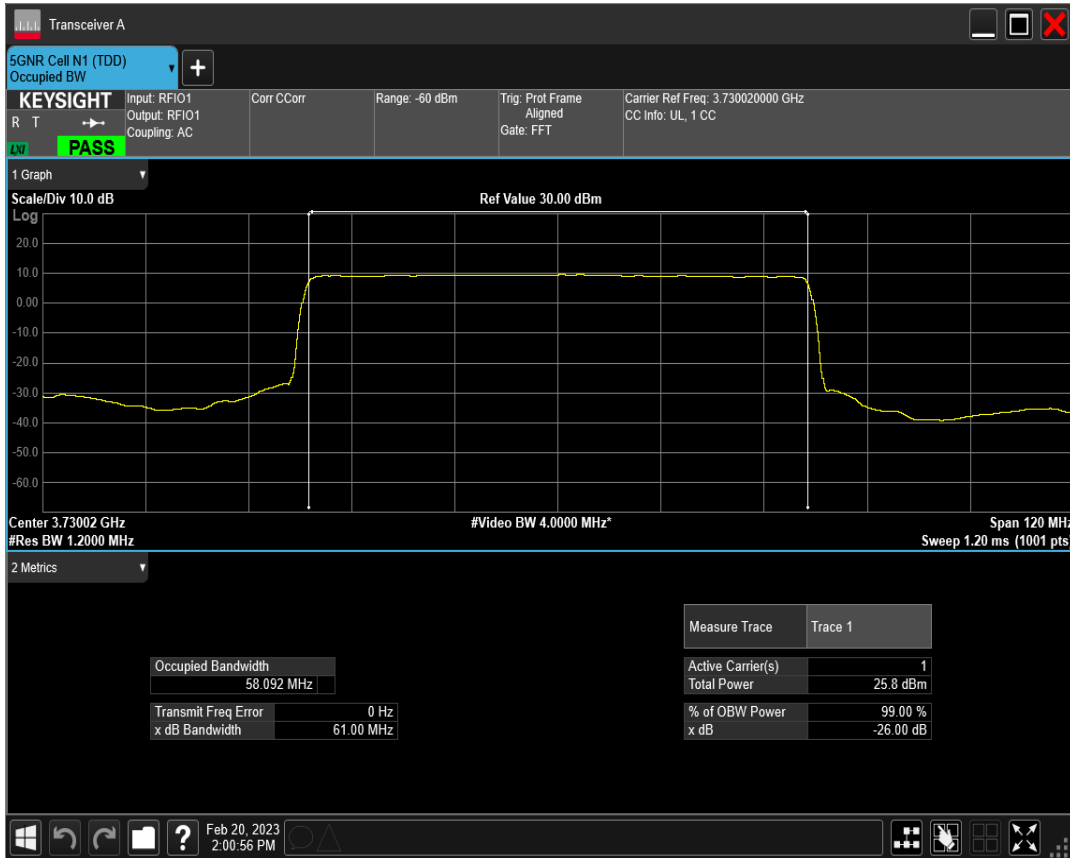 Transceiver A
5GNR Cell N1 (TDD)
Occupied BW
+
KEYSIGHT
R T
LXI
PASS
Input: RFIO1
Output: RFIO1
Coupling: AC
Corr CCorr
Range: -60 dBm
Trig: Prot Frame
Aligned
Gate: FFT
Carrier Ref Freq: 3.730020000 GHz
CC Info: UL, 1 CC
1 Graph
Scale/Div 10.0 dB
Ref Value 30.00 dBm
Log
20.0
10.0
0.00
-10.0
-20.0
-30.0
-40.0
-50.0
-60.0
Center 3.73002 GHz
#Video BW 4.0000 MHz*
Span 120 MHz
#Res BW 1.2000 MHz
Sweep 1.20 ms (1001 pts)
2 Metrics
Measure Trace Trace 1
Occupied Bandwidth
58.092 MHz
Active Carrier(s) 1
Total Power 25.8 dBm
Transmit Freq Error 0 Hz
x dB Bandwidth 61.00 MHz
% of OBW Power 99.00 %
x dB -26.00 dB
?
Feb 20, 2023
2:00:56 PM